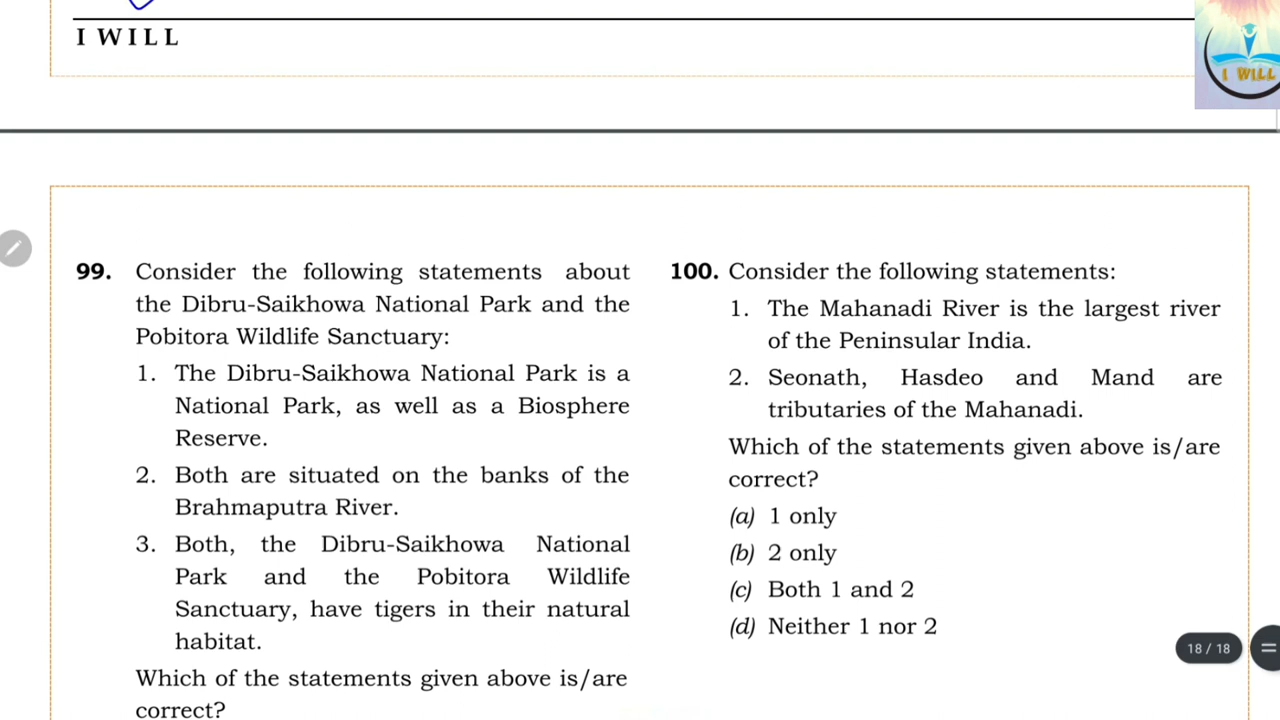 I WILL
I WILL
99. Consider the following statements about
the Dibru-Saikhowa National Park and the
Pobitora Wildlife Sanctuary:
1. The Dibru-Saikhowa National Park is a
National Park, as well as a Biosphere
Reserve.
2. Both are situated on the banks of the
Brahmaputra River.
3. Both, the Dibru-Saikhowa National
Park and the Pobitora Wildlife
Sanctuary, have tigers in their natural
habitat.
Which of the statements given above is/are
correct?
100. Consider the following statements:
1. The Mahanadi River is the largest river
of the Peninsular India.
2. Seonath, Hasdeo and Mand are
tributaries of the Mahanadi.
Which of the statements given above is/are
correct?
(a) 1 only
(b) 2 only
(c) Both 1 and 2
(d) Neither 1 nor 2
18 / 18